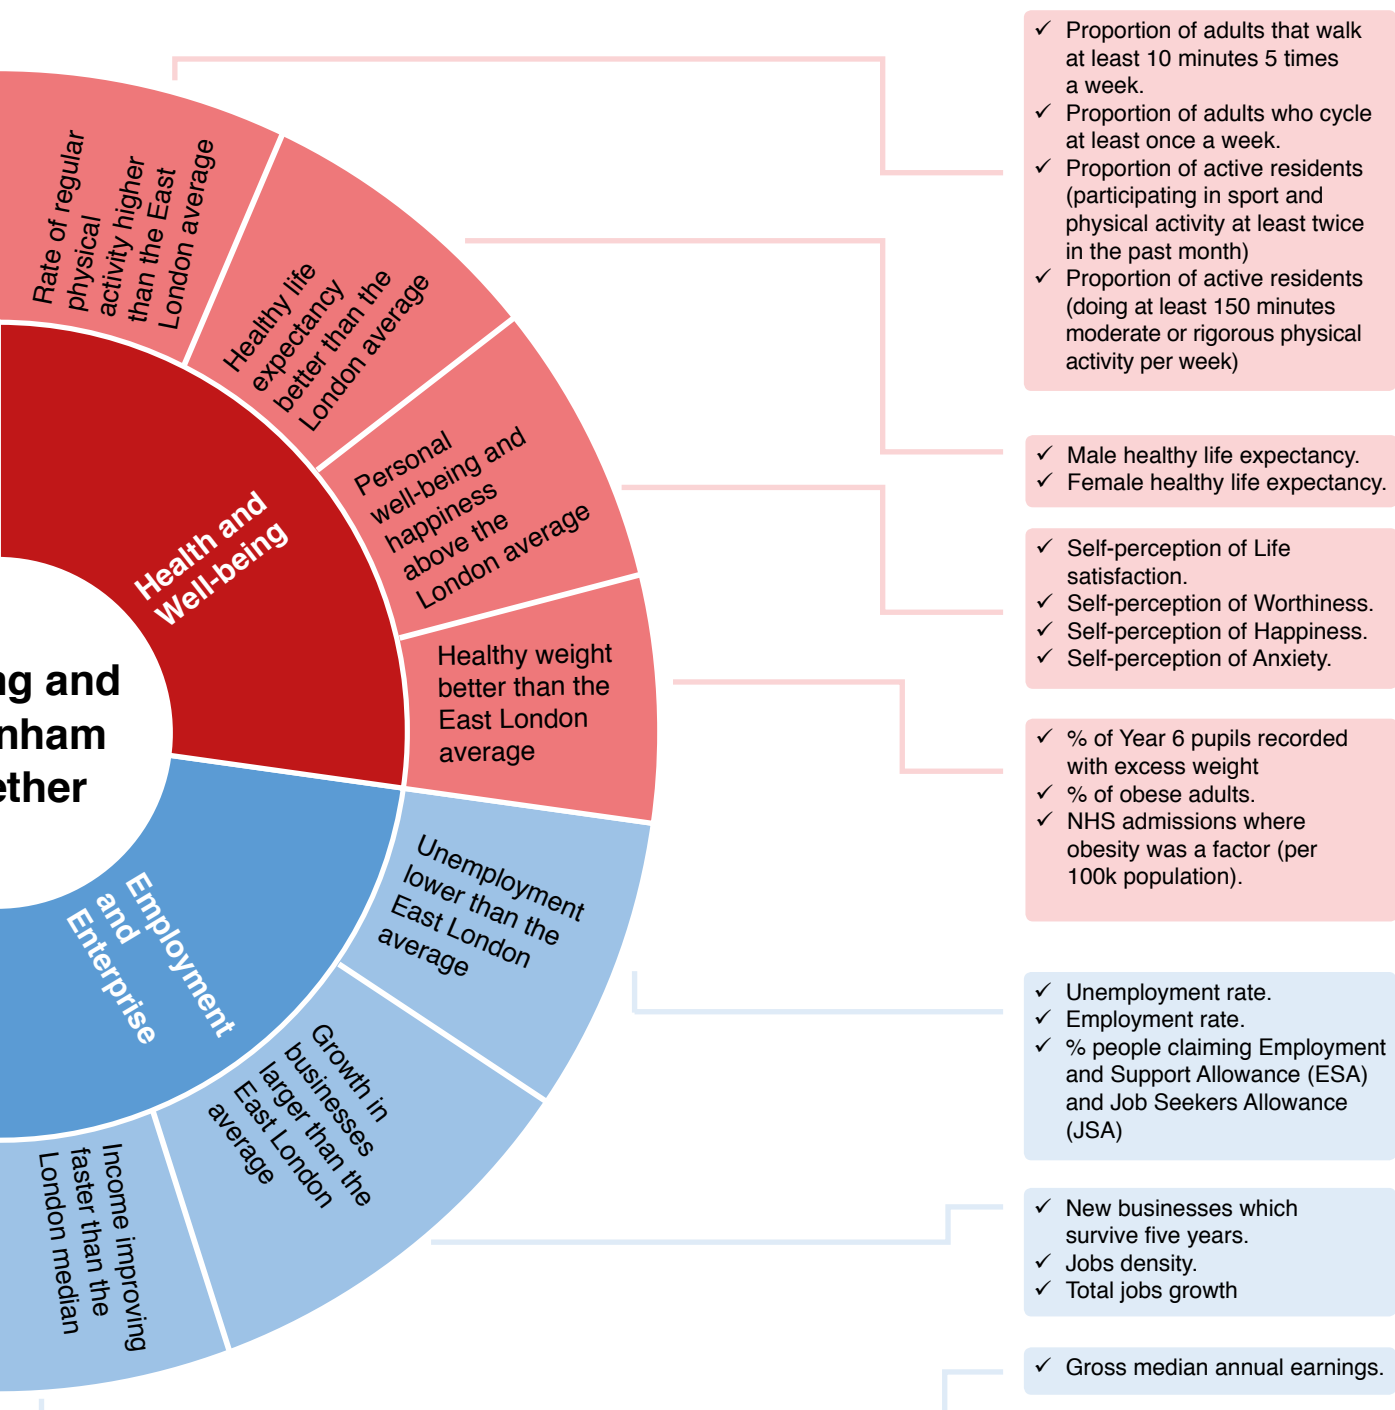 Rate of regular
physical
activity higher
than the East
London average
Healthy life
expectancy
better than the
London average
Personal
well-being and
happiness
above the
London average
Healthy weight
better than the
East London
average
Health and
Well-being
ng and
nham
ether
Employment
and
Enterprise
Unemployment
lower than the
East London
average
Growth in
businesses
larger than the
East London
average
Income improving
faster than the
London median
✓ Proportion of adults that walk
at least 10 minutes 5 times
a week.
✓ Proportion of adults who cycle
at least once a week.
✓ Proportion of active residents
(participating in sport and
physical activity at least twice
in the past month)
✓ Proportion of active residents
(doing at least 150 minutes
moderate or rigorous physical
activity per week)
✓ Male healthy life expectancy.
✓ Female healthy life expectancy.
✓ Self-perception of Life
satisfaction.
✓ Self-perception of Worthiness.
✓ Self-perception of Happiness.
✓ Self-perception of Anxiety.
✓ % of Year 6 pupils recorded
with excess weight
✓ % of obese adults.
✓ NHS admissions where
obesity was a factor (per
100k population).
✓ Unemployment rate.
✓ Employment rate.
✓ % people claiming Employment
and Support Allowance (ESA)
and Job Seekers Allowance
(JSA)
✓ New businesses which
survive five years.
✓ Jobs density.
✓ Total jobs growth
✓ Gross median annual earnings.